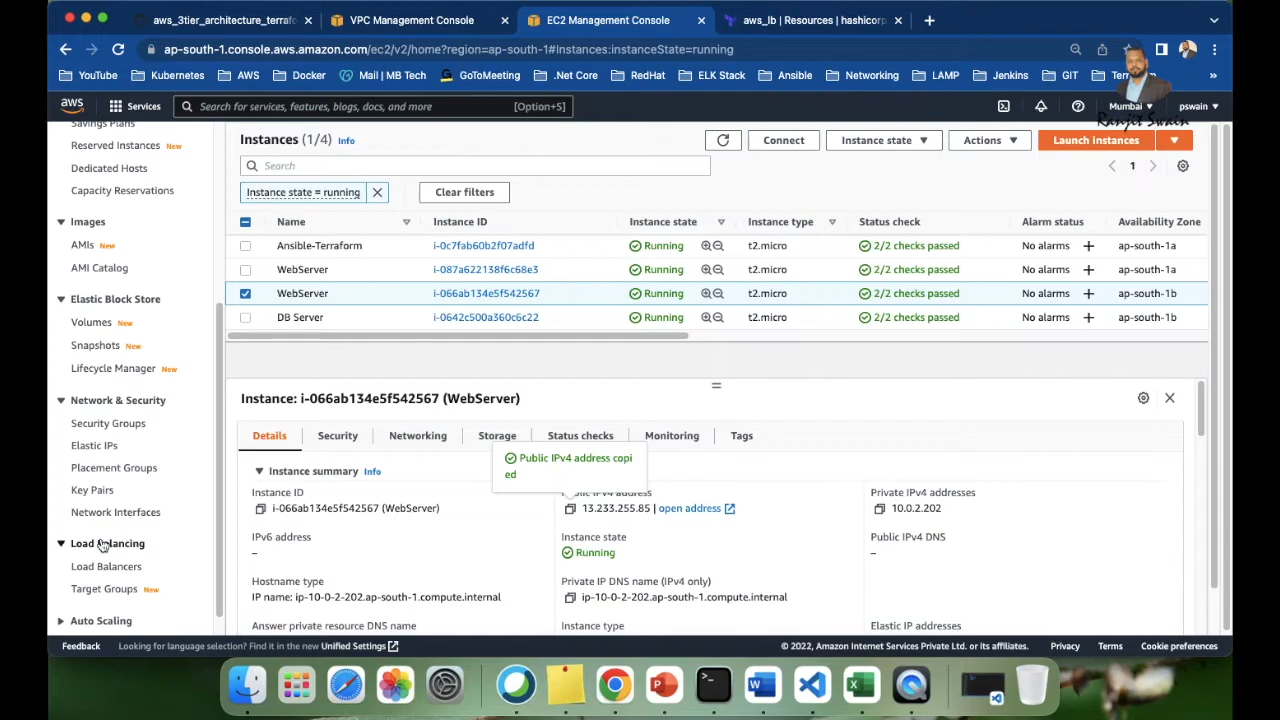 aws_3tier_architecture_terrafo
VPC Management Console
EC2 Management Console
aws_lb | Resources | hashicorp
ap-south-1.console.aws.amazon.com/ec2/v2/home?region=ap-south-1#Instances:instanceState=running
YouTube
Kubernetes
AWS
Docker
Mail | MB Tech
GoToMeeting
.Net Core
RedHat
ELK Stack
Ansible
Networking
LAMP
Jenkins
GIT
aws
Services
Search for services, features, blogs, docs, and more
[Option+S]
Mumbai
pswain
Ranjit Swain
Savings Plans
Reserved Instances New
Dedicated Hosts
Capacity Reservations
Images
AMIs New
AMI Catalog
Elastic Block Store
Volumes New
Snapshots New
Lifecycle Manager New
Network & Security
Security Groups
Elastic IPs
Placement Groups
Key Pairs
Network Interfaces
Load Balancing
Load Balancers
Target Groups New
Auto Scaling
Instances (1/4) Info
Connect
Instance state
Actions
Launch instances
Search
1
Instance state = running
Clear filters
Name Instance ID Instance state Instance type Status check Alarm status Availability Zone
Ansible-Terraform i-0c7fab60b2f07adfd Running t2.micro 2/2 checks passed No alarms ap-south-1a
WebServer i-087a622138f6c68e3 Running t2.micro 2/2 checks passed No alarms ap-south-1a
WebServer i-066ab134e5f542567 Running t2.micro 2/2 checks passed No alarms ap-south-1b
DB Server i-0642c500a360c6c22 Running t2.micro 2/2 checks passed No alarms ap-south-1b
Instance: i-066ab134e5f542567 (WebServer)
Details Security Networking Storage Status checks Monitoring Tags
Public IPv4 address copi
ed
Instance summary Info
Instance ID
i-066ab134e5f542567 (WebServer)
Public IPv4 address
13.233.255.85 | open address
Private IPv4 addresses
10.0.2.202
IPv6 address
–
Instance state
Running
Public IPv4 DNS
–
Hostname type
IP name: ip-10-0-2-202.ap-south-1.compute.internal
Private IP DNS name (IPv4 only)
ip-10-0-2-202.ap-south-1.compute.internal
Answer private resource DNS name
Instance type
Elastic IP addresses
Feedback
Looking for language selection? Find it in the new Unified Settings
© 2022, Amazon Internet Services Private Ltd. or its affiliates.
Privacy
Terms
Cookie preferences